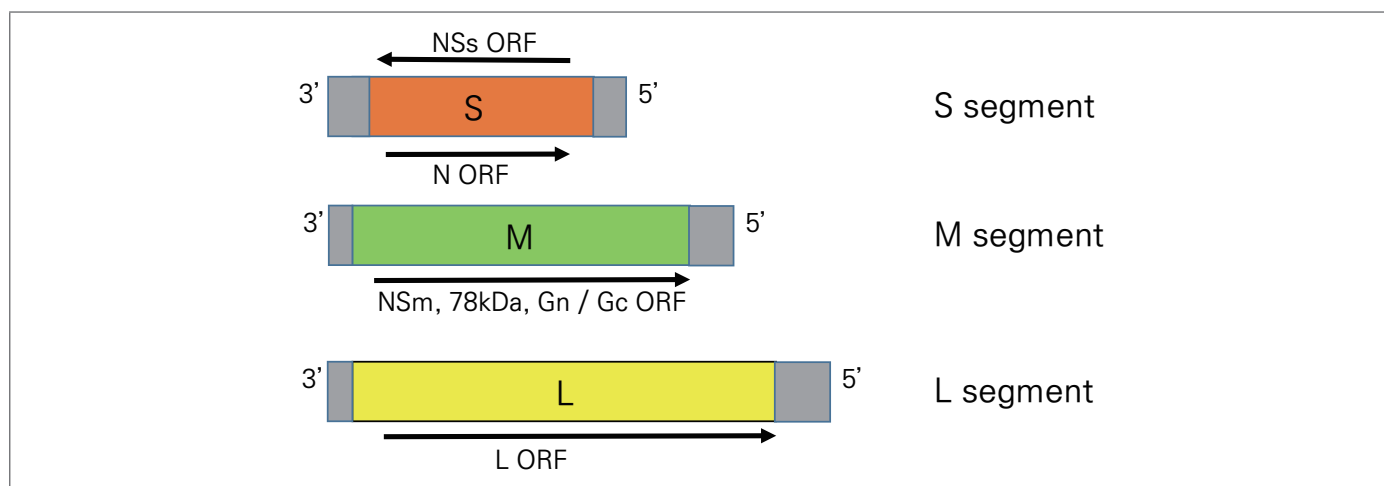 NSs ORF
3’ S 5’ S segment
N ORF
3’ M 5’ M segment
NSm, 78kDa, Gn / Gc ORF
3’ L 5’ L segment
L ORF